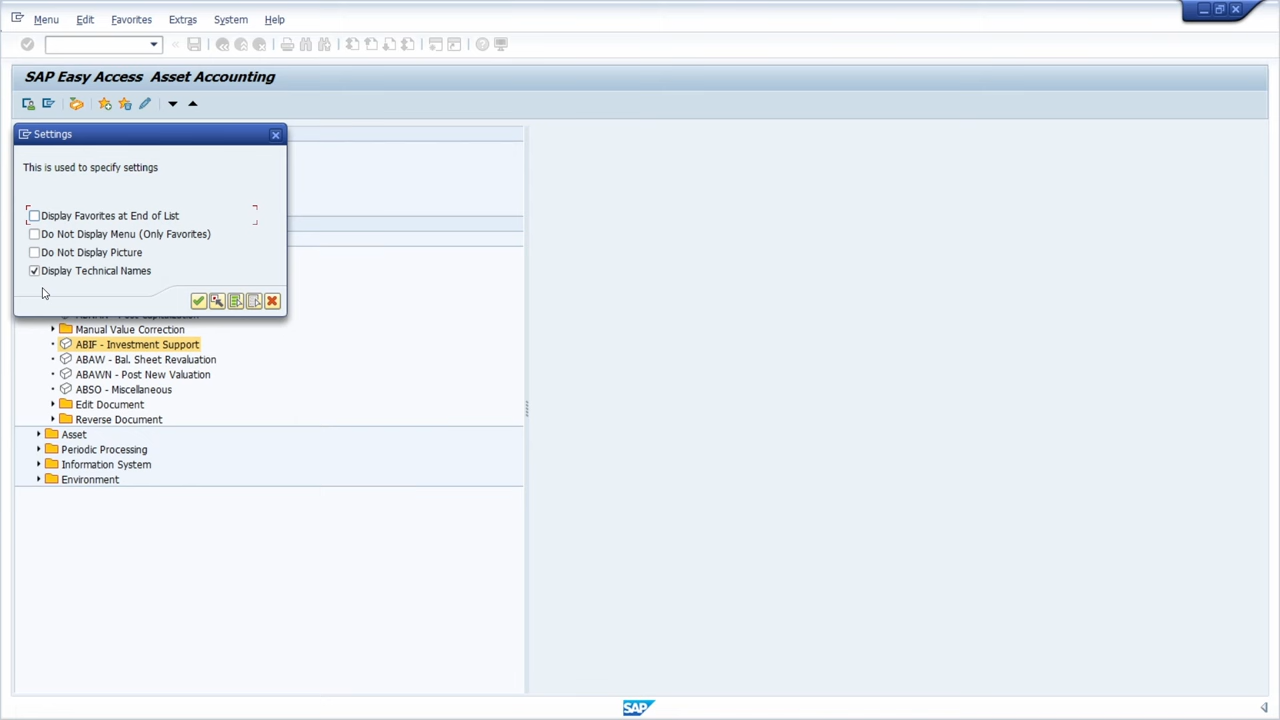 Menu Edit Favorites Extras System Help
SAP Easy Access Asset Accounting
Settings
This is used to specify settings
Display Favorites at End of List
Do Not Display Menu (Only Favorites)
Do Not Display Picture
Display Technical Names
Manual Value Correction
ABIF - Investment Support
ABAW - Bal. Sheet Revaluation
ABAWN - Post New Valuation
ABSO - Miscellaneous
Edit Document
Reverse Document
Asset
Periodic Processing
Information System
Environment
SAP